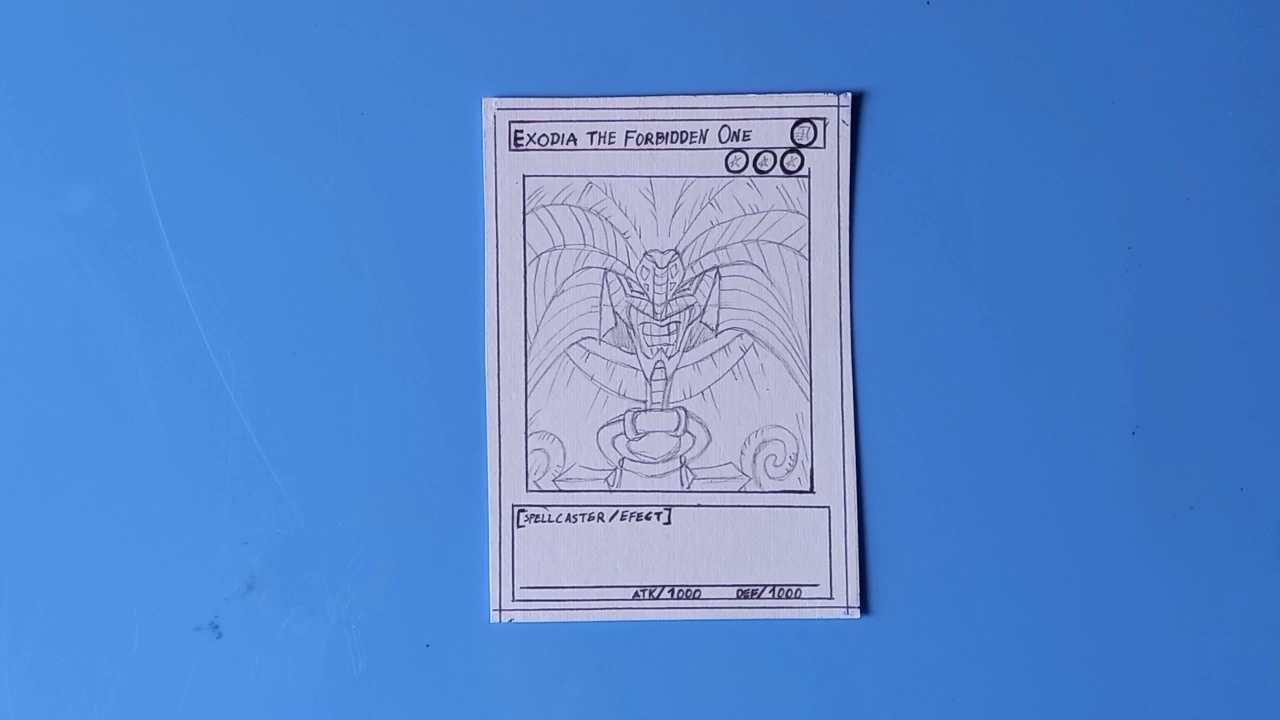 EXODIA THE FORBIDDEN ONE
[SPELLCASTER/EFECT]
ATK/1000 DEF/1000